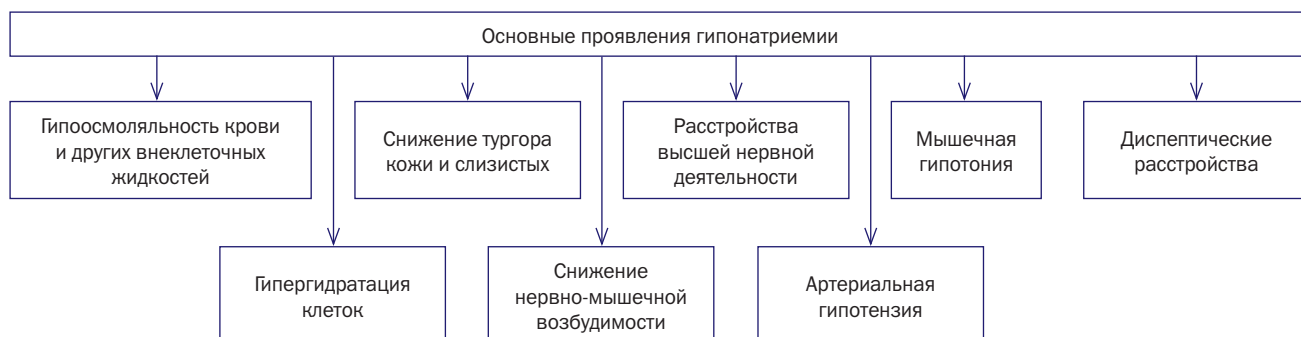 Основные проявления гипонатриемии
Гипоосмоляльность крови
и других внеклеточных
жидкостей
Снижение тургора
кожи и слизистых
Расстройства
высшей нервной
деятельности
Мышечная
гипотония
Диспептические
расстройства
Гипергидратация
клеток
Снижение
нервно-мышечной
возбудимости
Артериальная
гипотензия